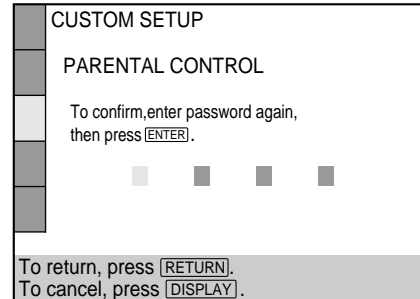 CUSTOM SETUP
PARENTAL CONTROL
To confirm,enter password again,
then press ENTER .
To return, press RETURN.
To cancel, press DISPLAY .